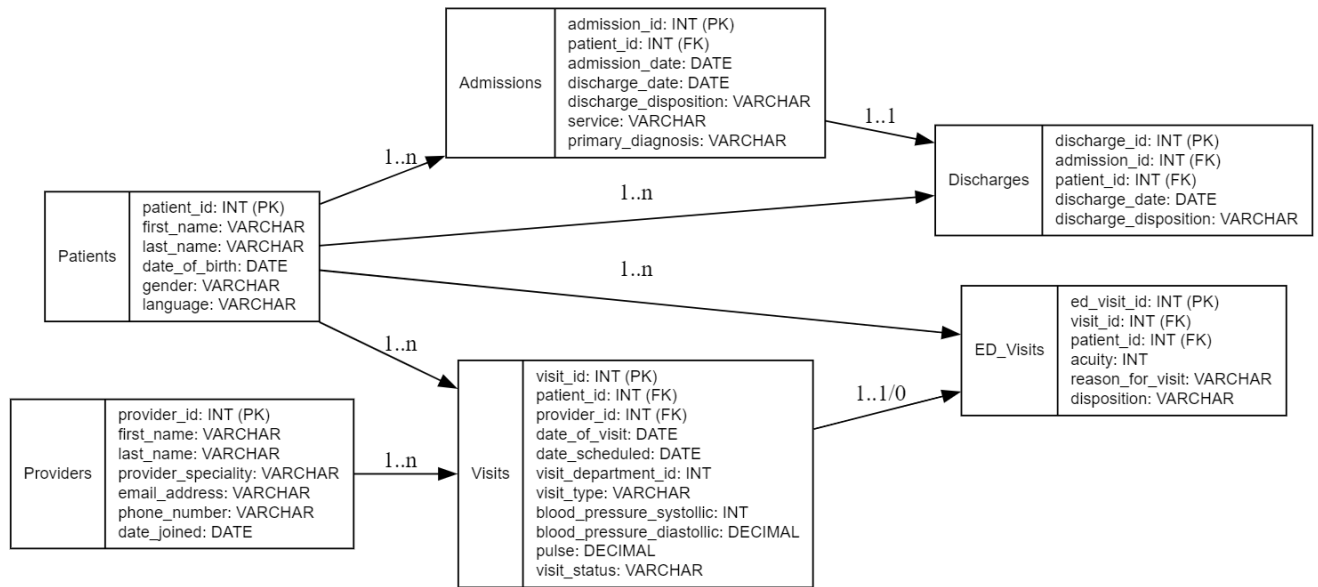 Admissions
admission_id: INT (PK)
patient_id: INT (FK)
admission_date: DATE
discharge_date: DATE
discharge_disposition: VARCHAR
service: VARCHAR
primary_diagnosis: VARCHAR
1..1
Discharges
discharge_id: INT (PK)
admission_id: INT (FK)
patient_id: INT (FK)
discharge_date: DATE
discharge_disposition: VARCHAR
1..n
1..n
Patients
patient_id: INT (PK)
first_name: VARCHAR
last_name: VARCHAR
date_of_birth: DATE
gender: VARCHAR
language: VARCHAR
1..n
1..n
ED_Visits
ed_visit_id: INT (PK)
visit_id: INT (FK)
patient_id: INT (FK)
acuity: INT
reason_for_visit: VARCHAR
disposition: VARCHAR
1..1/0
Providers
provider_id: INT (PK)
first_name: VARCHAR
last_name: VARCHAR
provider_speciality: VARCHAR
email_address: VARCHAR
phone_number: VARCHAR
date_joined: DATE
1..n
Visits
visit_id: INT (PK)
patient_id: INT (FK)
provider_id: INT (FK)
date_of_visit: DATE
date_scheduled: DATE
visit_department_id: INT
visit_type: VARCHAR
blood_pressure_systollic: INT
blood_pressure_diastollic: DECIMAL
pulse: DECIMAL
visit_status: VARCHAR